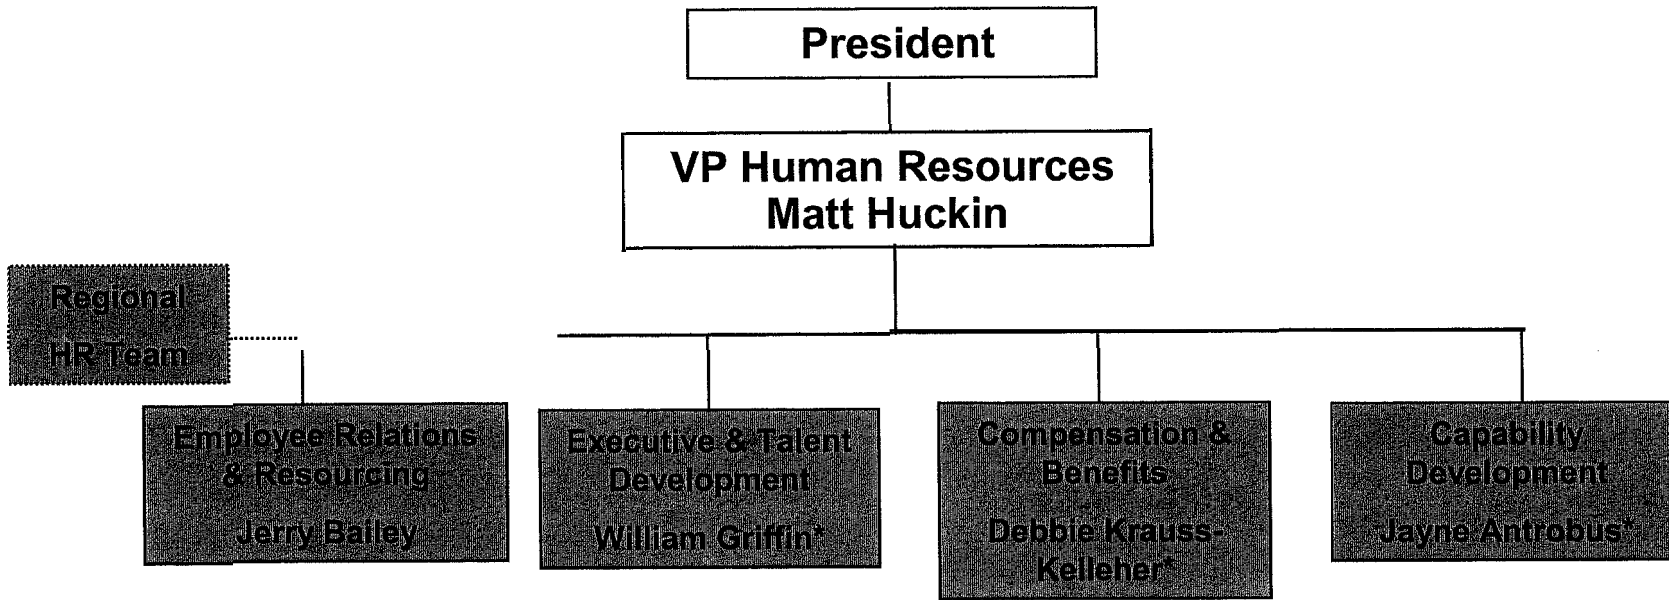 President
VP Human Resources
Matt Huckin
Regional
HR Team
Employee Relations
& Resourcing
Jerry Bailey
Executive & Talent
Development
William Griffin*
Compensation &
Benefits
Debbie Krauss-
Kelleher*
Capability
Development
Jayne Antrobus*